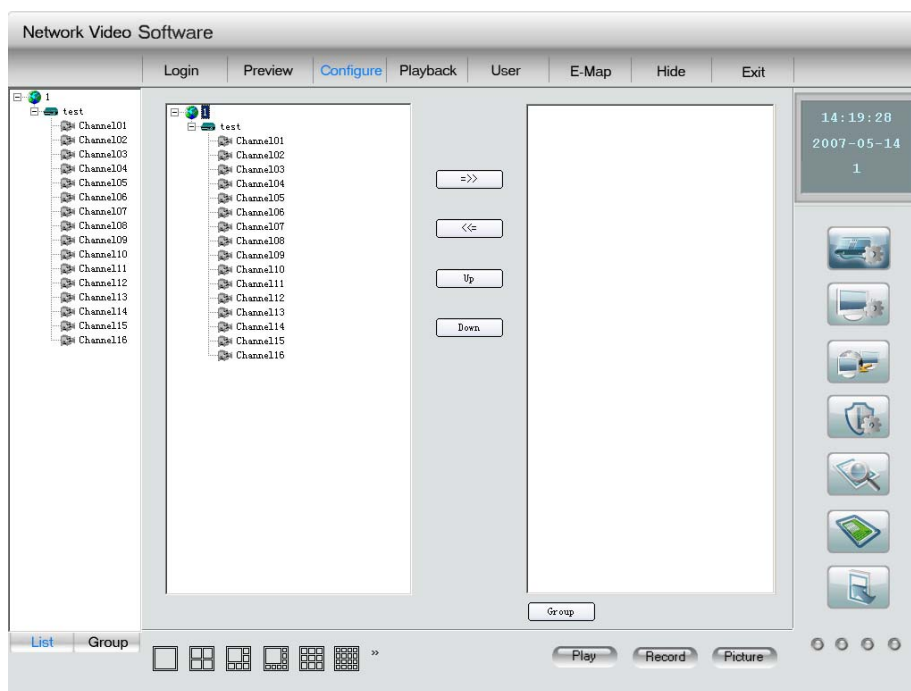 Network Video Software
Login Preview Configure Playback User E-Map Hide Exit
1
test
Channel01
Channel02
Channel03
Channel04
Channel05
Channel06
Channel07
Channel08
Channel09
Channel10
Channel11
Channel12
Channel13
Channel14
Channel15
Channel16
List Group
1
test
Channel01
Channel02
Channel03
Channel04
Channel05
Channel06
Channel07
Channel08
Channel09
Channel10
Channel11
Channel12
Channel13
Channel14
Channel15
Channel16
=>>
<<=
Up
Down
Group
14:19:28
2007-05-14
1
»
Play Record Picture